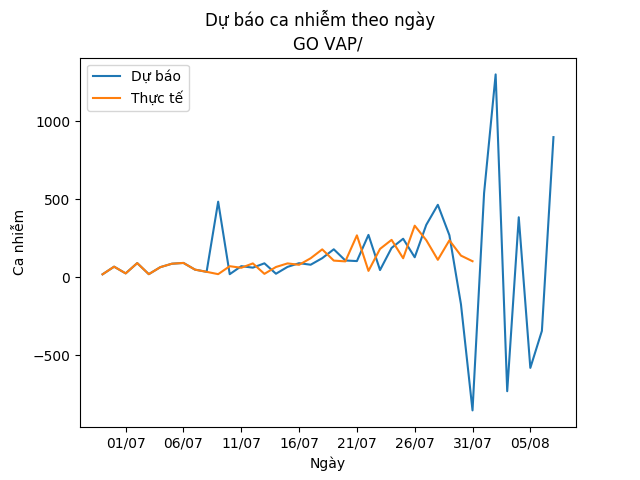 Dự báo ca nhiễm theo ngày
GO VAP/
Dự báo
Thực tế
Ca nhiễm
1000
500
0
−500
01/07
06/07
11/07
16/07
21/07
26/07
31/07
05/08
Ngày